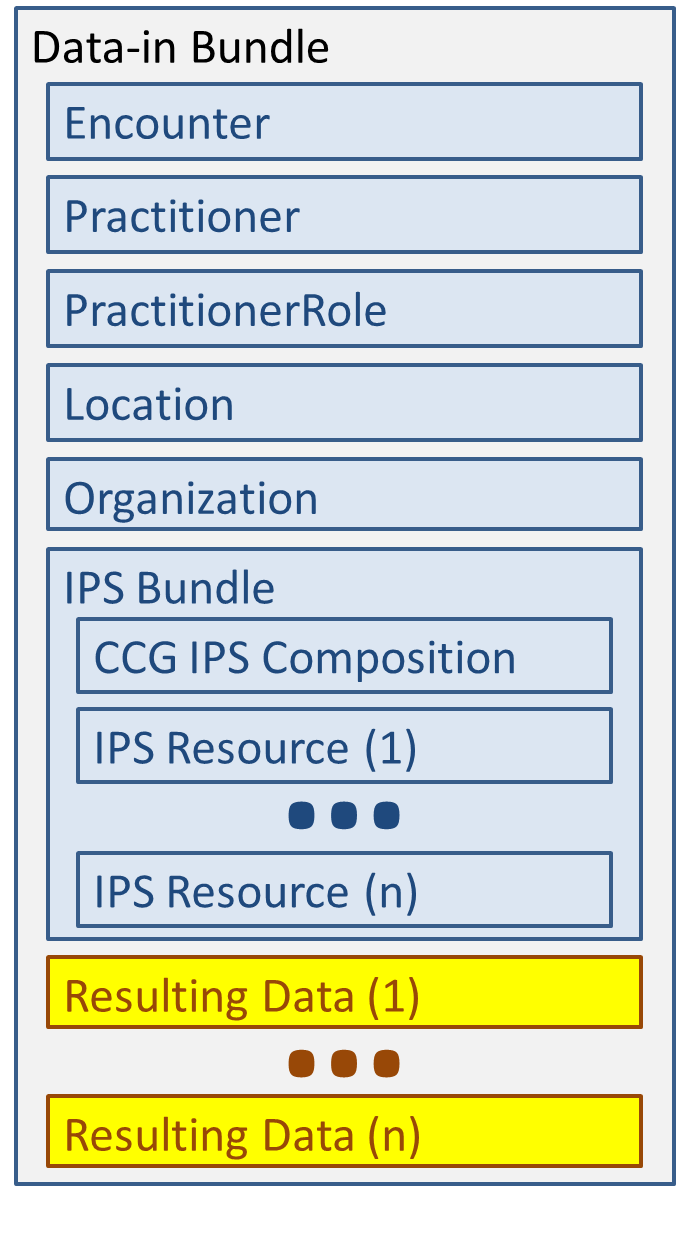 Data-in Bundle
Encounter
Practitioner
PractitionerRole
Location
Organization
IPS Bundle
CCG IPS Composition
IPS Resource (1)
IPS Resource (n)
Resulting Data (1)
Resulting Data (n)